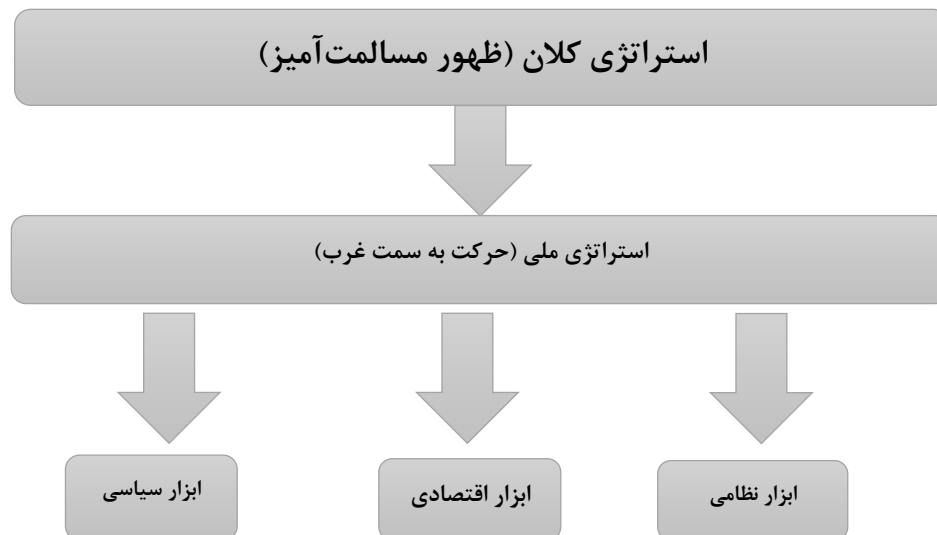 استراتژی کلان (ظهور مسالمت‌آمیز)
استراتژی ملی (حرکت به سمت غرب)
ابزار نظامی
ابزار اقتصادی
ابزار سیاسی